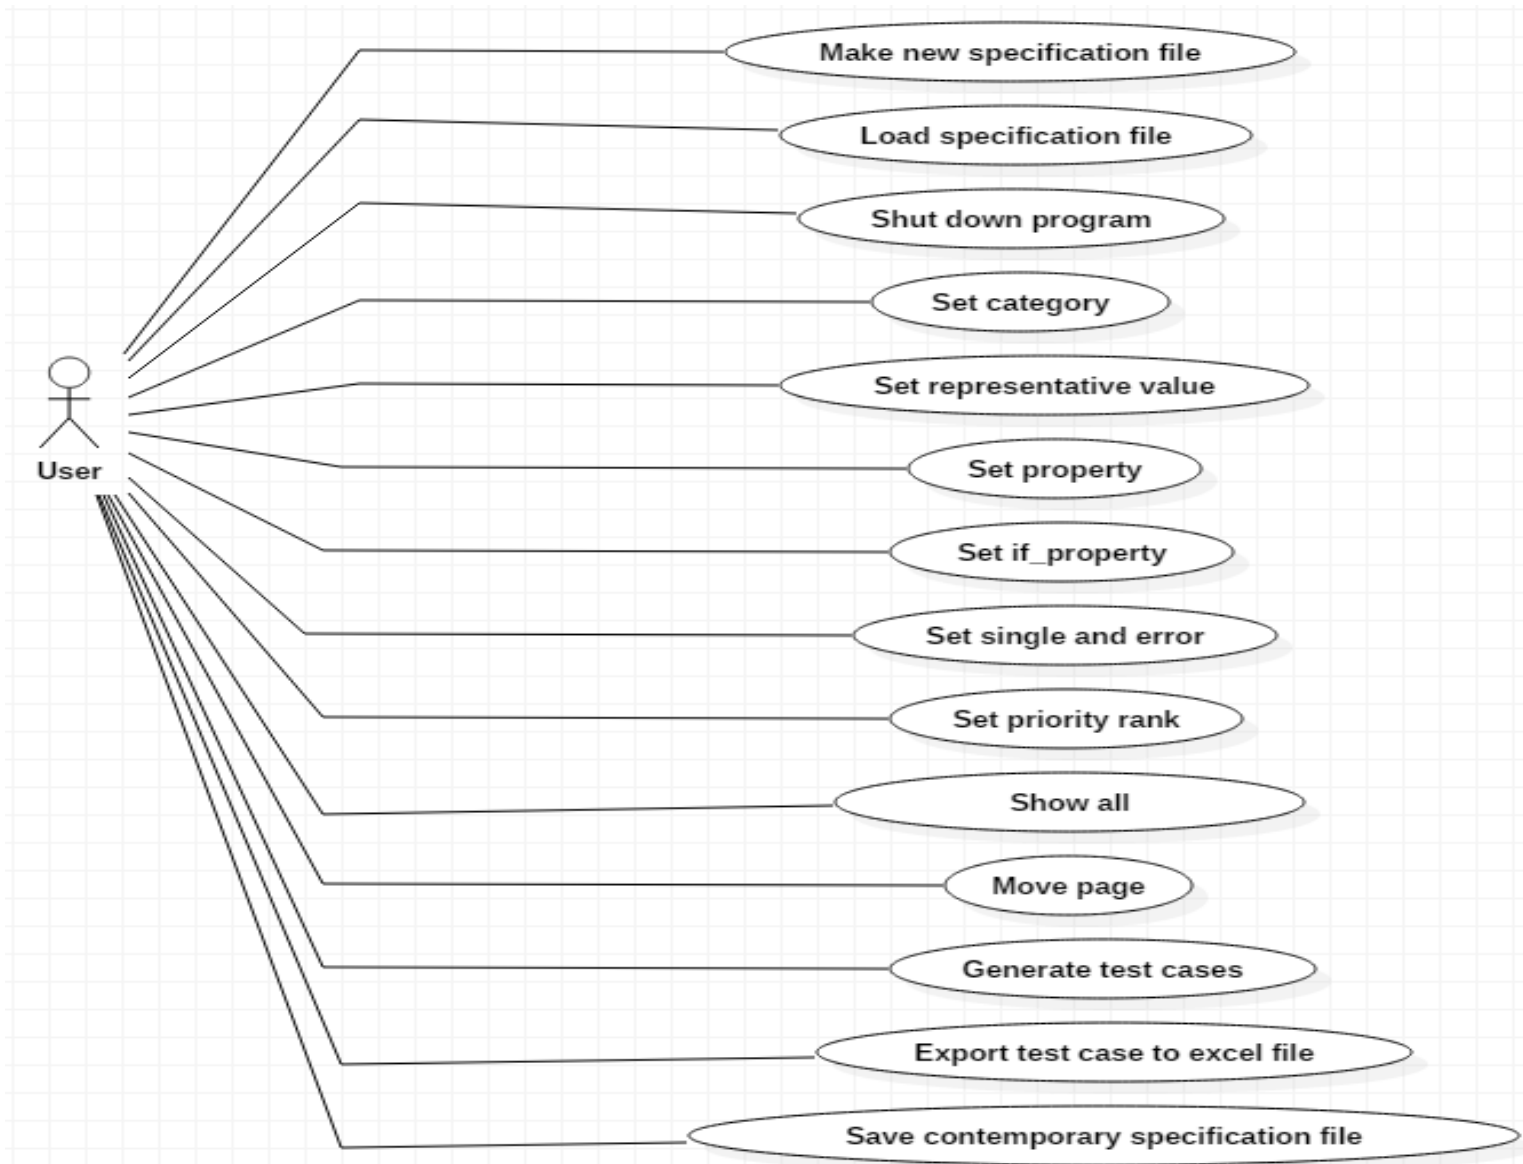 Make new specification file
Load specification file
Shut down program
Set category
Set representative value
User
Set property
Set if_property
Set single and error
Set priority rank
Show all
Move page
Generate test cases
Export test case to excel file
Save contemporary specification file